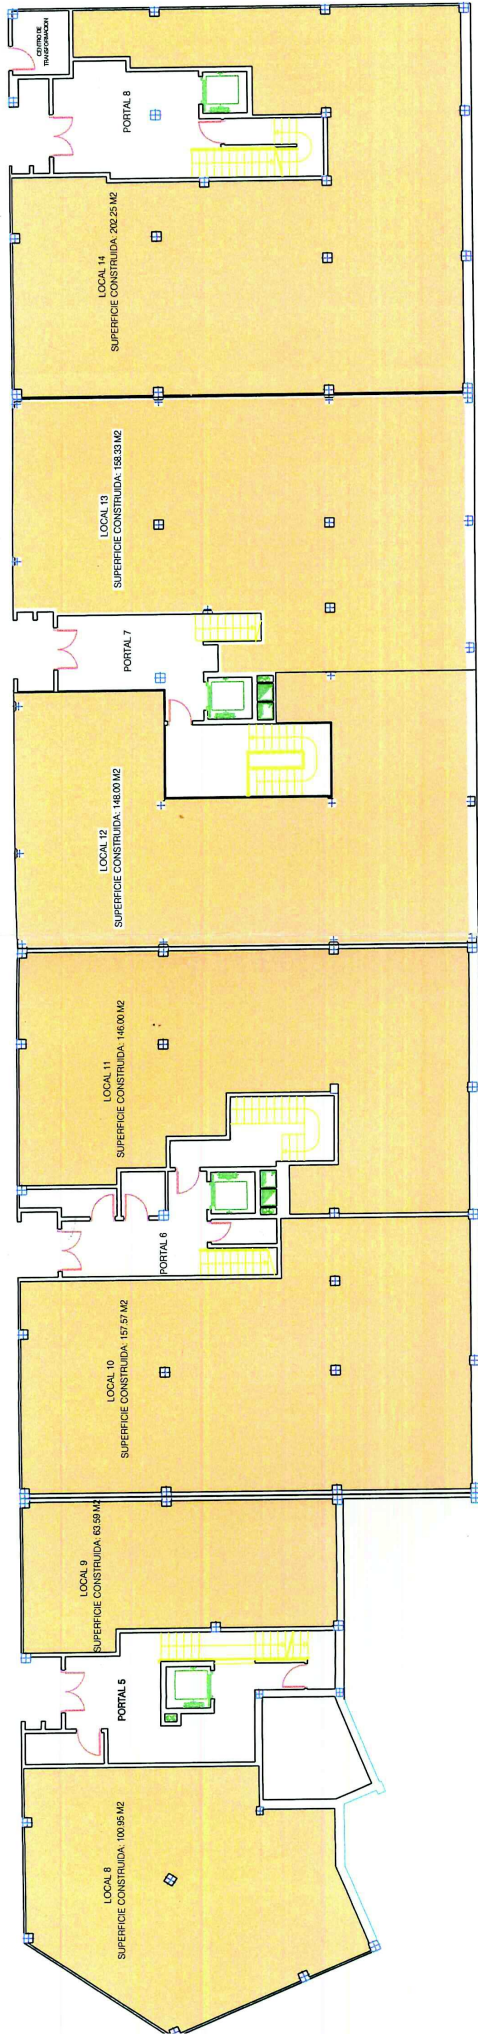 CENTRO DE
TRANSFORMACION
PORTAL 8
LOCAL 14
SUPERFICIE CONSTRUIDA: 202.25 M2
LOCAL 13
SUPERFICIE CONSTRUIDA: 158.33 M2
PORTAL 7
LOCAL 12
SUPERFICIE CONSTRUIDA: 148.00 M2
LOCAL 11
SUPERFICIE CONSTRUIDA: 146.00 M2
PORTAL 6
LOCAL 10
SUPERFICIE CONSTRUIDA: 157.57 M2
LOCAL 9
SUPERFICIE CONSTRUIDA: 63.59 M2
PORTAL 5
LOCAL 8
SUPERFICIE CONSTRUIDA: 100.95 M2